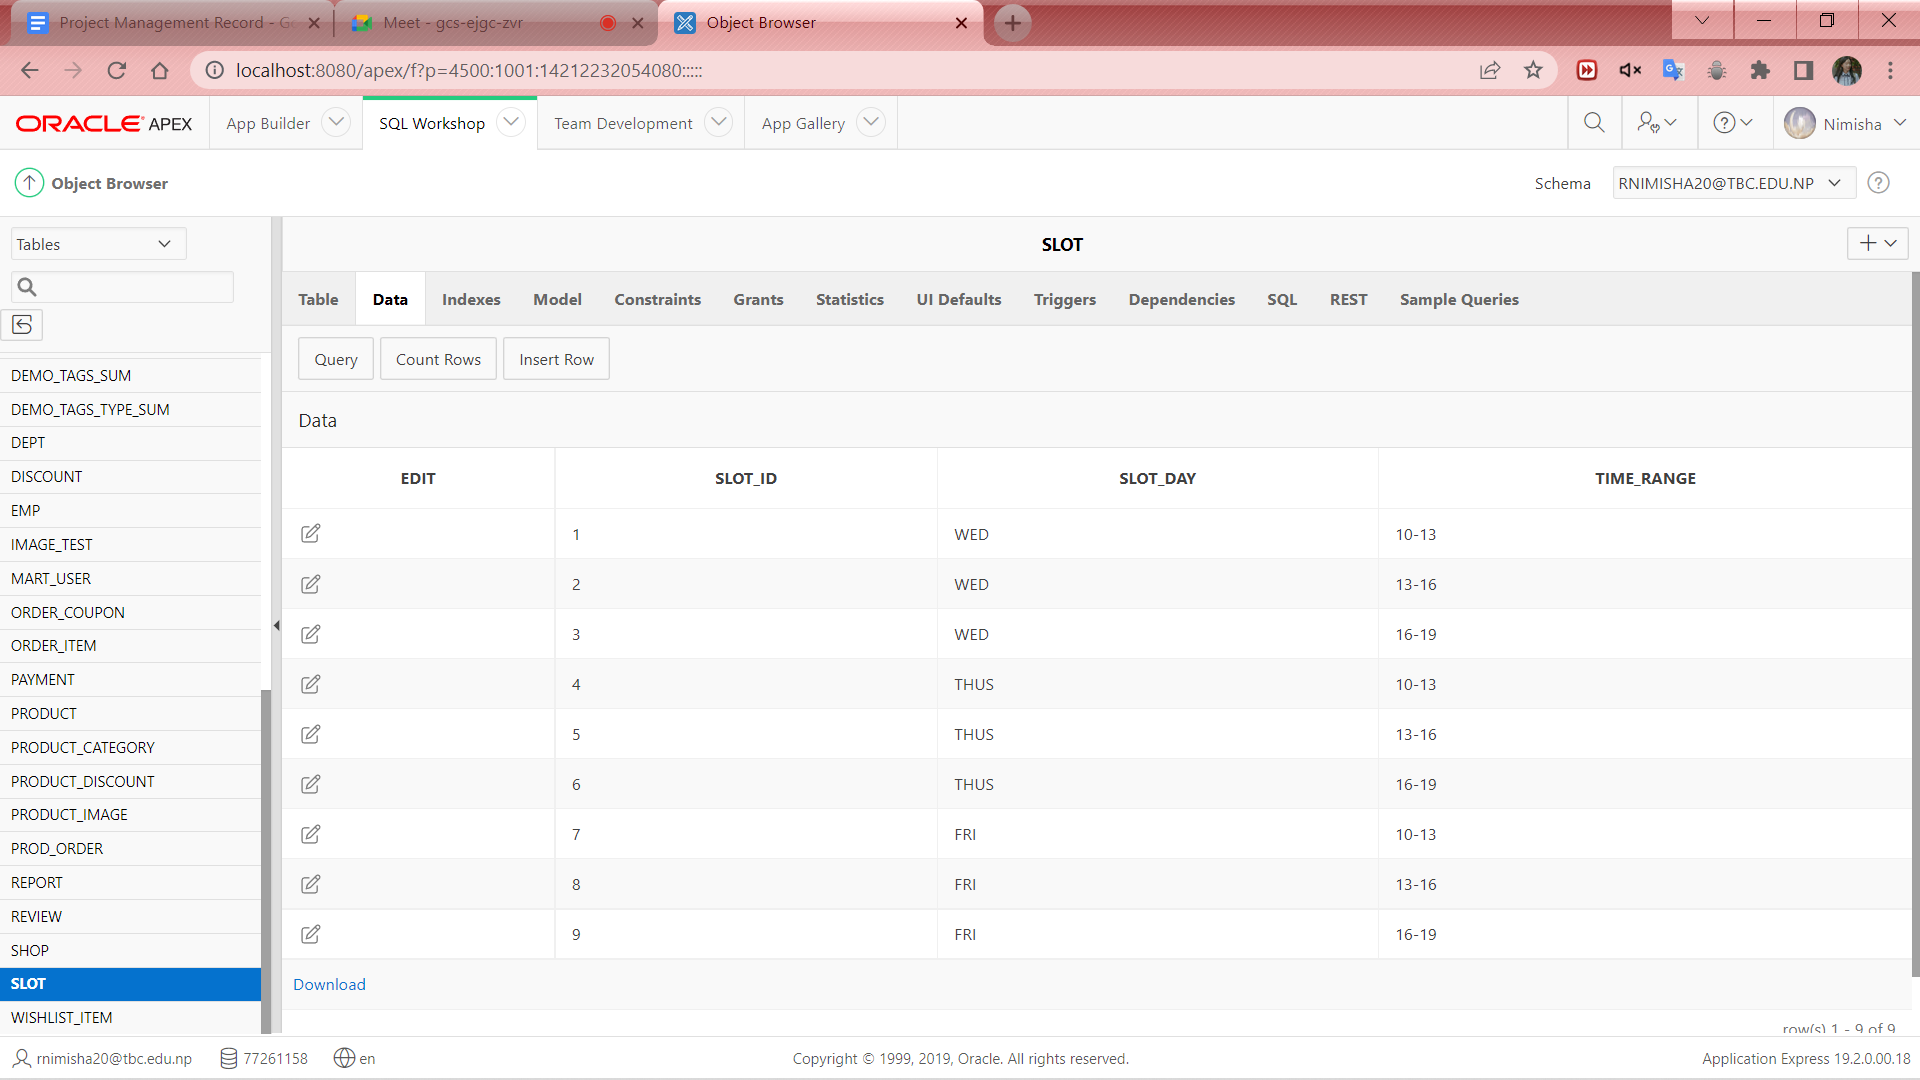 Project Management Record - G
Meet - gcs-ejgc-zvr
Object Browser
localhost:8080/apex/f?p=4500:1001:14212232054080:::::
ORACLE APEX
App Builder
SQL Workshop
Team Development
App Gallery
Nimisha
Object Browser
Schema
RNIMISHA20@TBC.EDU.NP
Tables
SLOT
Table Data Indexes Model Constraints Grants Statistics UI Defaults Triggers Dependencies SQL REST Sample Queries
Query Count Rows Insert Row
Data
DEMO_TAGS_SUM
DEMO_TAGS_TYPE_SUM
DEPT
DISCOUNT
EMP
IMAGE_TEST
MART_USER
ORDER_COUPON
ORDER_ITEM
PAYMENT
PRODUCT
PRODUCT_CATEGORY
PRODUCT_DISCOUNT
PRODUCT_IMAGE
PROD_ORDER
REPORT
REVIEW
SHOP
SLOT
WISHLIST_ITEM
EDIT SLOT_ID SLOT_DAY TIME_RANGE
1 WED 10-13
2 WED 13-16
3 WED 16-19
4 THUS 10-13
5 THUS 13-16
6 THUS 16-19
7 FRI 10-13
8 FRI 13-16
9 FRI 16-19
Download
row(s) 1 - 9 of 9
rnimisha20@tbc.edu.np
77261158
en
Copyright © 1999, 2019, Oracle. All rights reserved.
Application Express 19.2.0.00.18